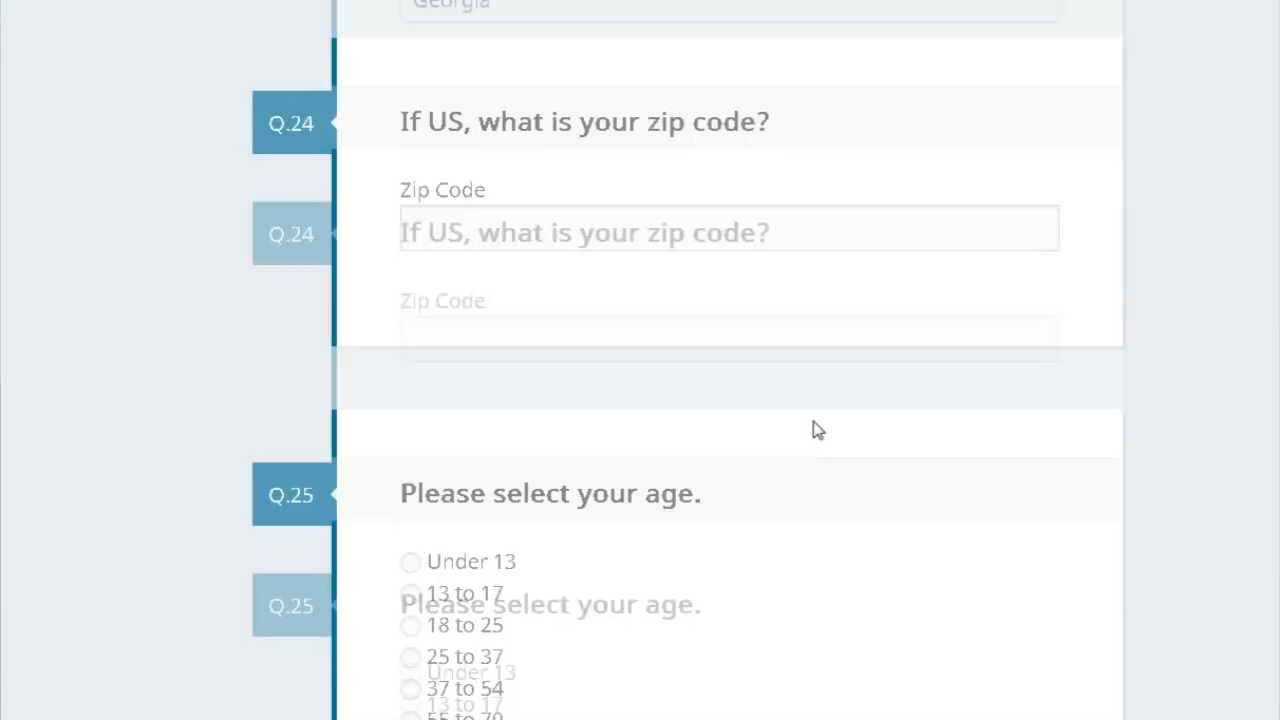 Georgia
Q.24
If US, what is your zip code?
Zip Code
Q.24
If US, what is your zip code?
Zip Code
Q.25
Please select your age.
Under 13
13 to 17
Q.25
Please select your age.
18 to 25
25 to 37
Under 13
37 to 54
13 to 17